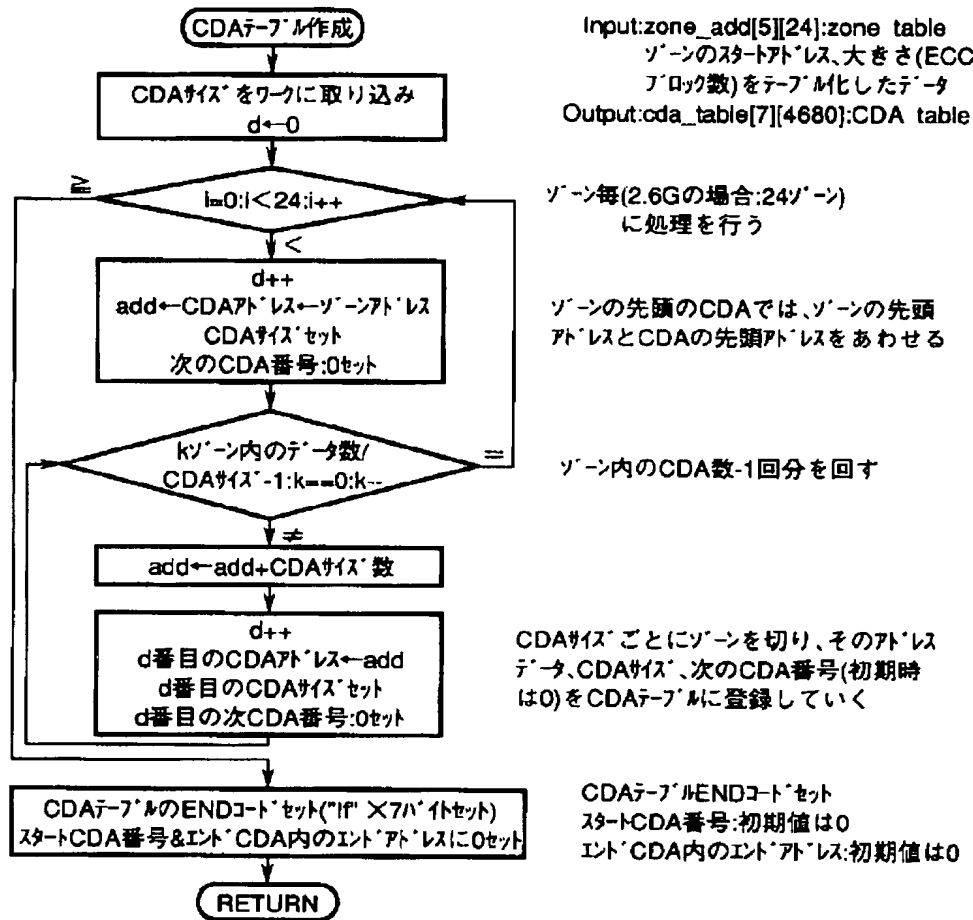 CDAテーブル作成
Input:zone_add[5][24]:zone table
ゾーンのスタートアドレス、大きさ(ECC
ブロック数)をテーブル化したデータ
Output:cda_table[7][4680]:CDA table
CDAサイズをワークに取り込み
d←0
≧
i=0:i<24:i++
<
ゾーン毎(2.6Gの場合:24ゾーン)
に処理を行う
d++
add←CDAアドレス←ゾーンアドレス
CDAサイズセット
次のCDA番号:0セット
ゾーンの先頭のCDAでは、ゾーンの先頭
アドレスとCDAの先頭アドレスをあわせる
kゾーン内のデータ数/
CDAサイズ-1:k==0:k--
=
≠
ゾーン内のCDA数-1回分を回す
add←add+CDAサイズ数
d++
d番目のCDAアドレス←add
d番目のCDAサイズセット
d番目の次CDA番号:0セット
CDAサイズごとにゾーンを切り、そのアドレス
データ、CDAサイズ、次のCDA番号(初期時
は0)をCDAテーブルに登録していく
CDAテーブルのENDコードセット("!f" ×7バイトセット)
スタートCDA番号&エンドCDA内のエンドアドレスに0セット
CDAテーブルENDコードセット
スタートCDA番号:初期値は0
エンドCDA内のエンドアドレス:初期値は0
RETURN